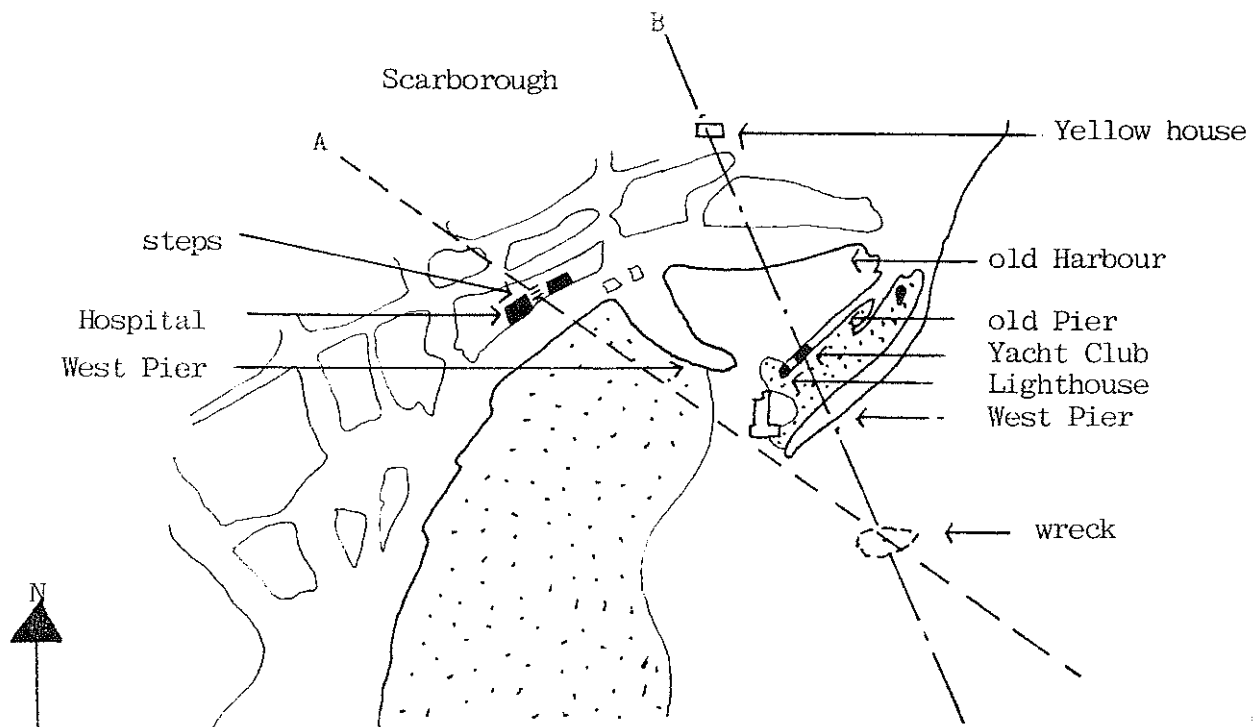 B
Scarborough
Yellow house
A
steps
old Harbour
Hospital
old Pier
West Pier
Yacht Club
Lighthouse
West Pier
wreck
N